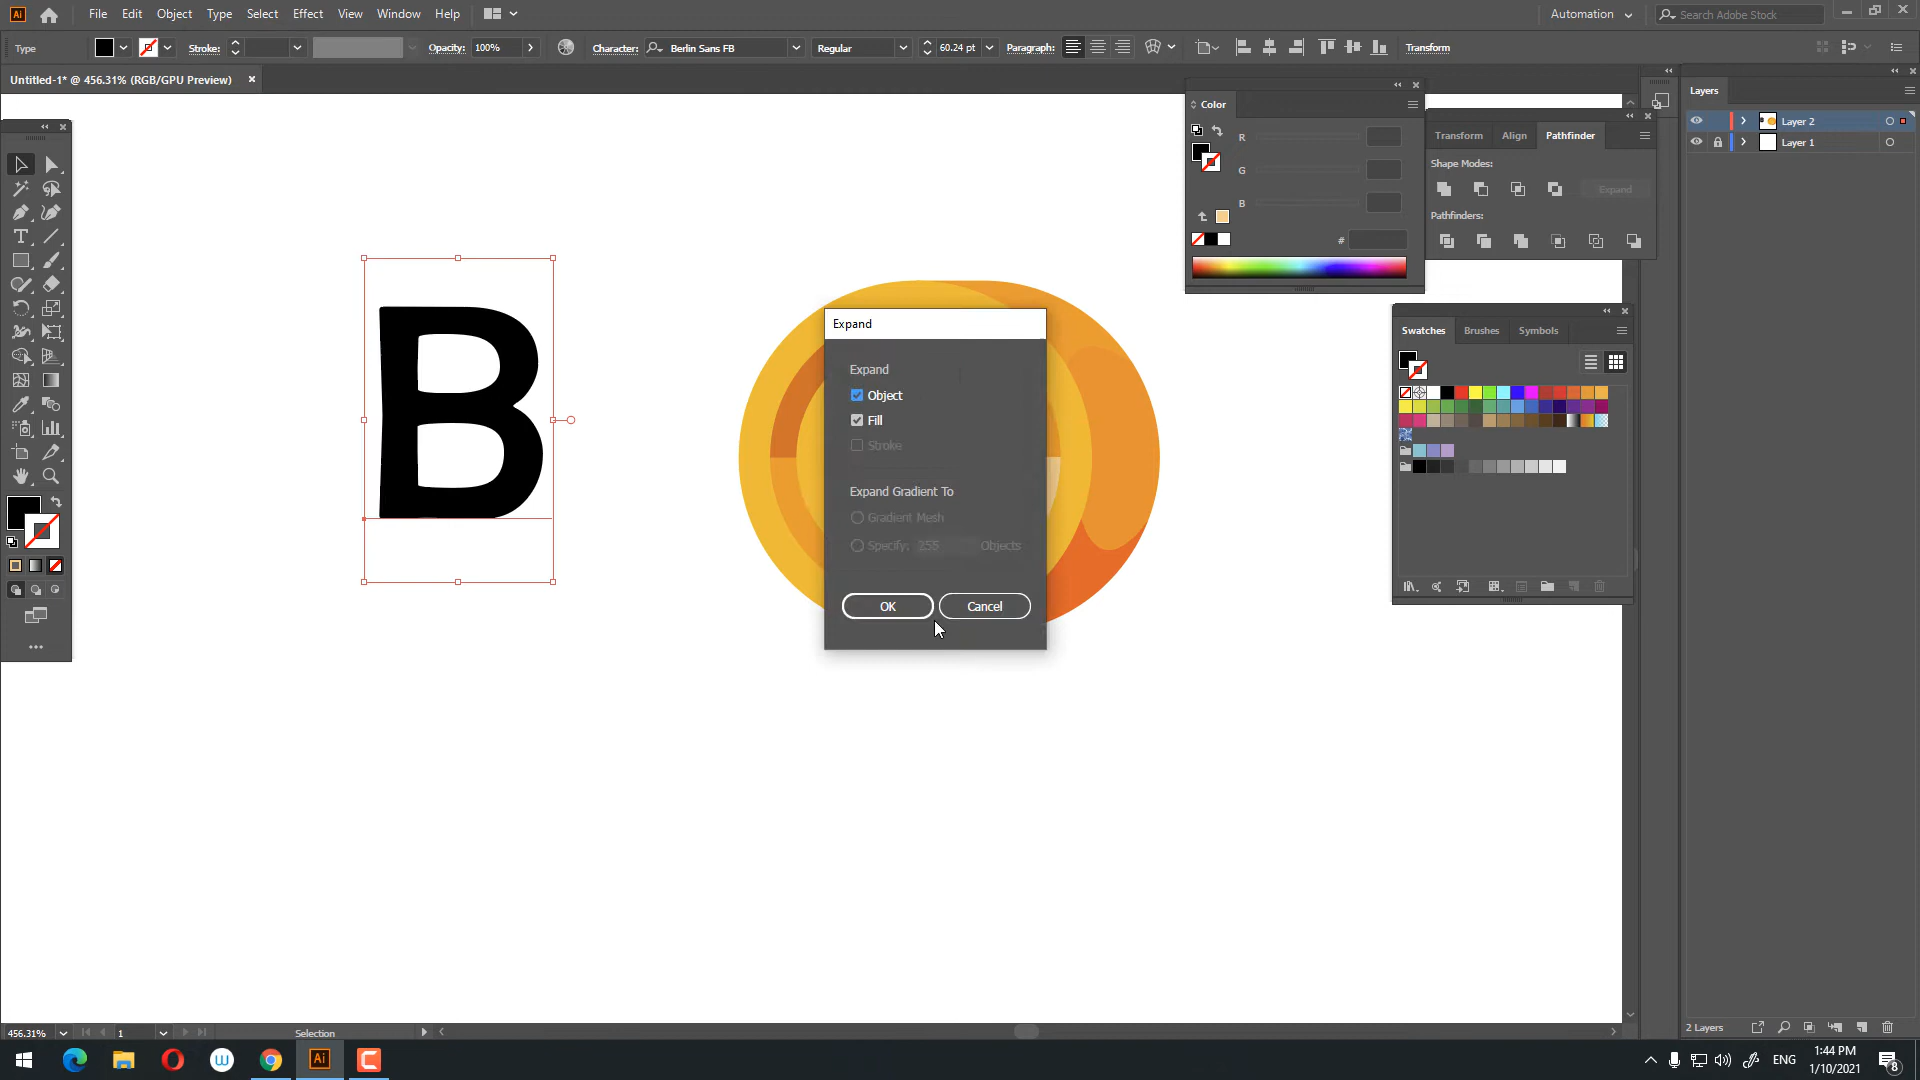 Ai File Edit Object Type Select Effect View Window Help Automation Search Adobe Stock
Type Stroke: Opacity: 100% Character: Berlin Sans FB Regular 60.24 pt Paragraph: Transform
Untitled-1* @ 456.31% (RGB/GPU Preview)
Color
R
G
B
#
Transform Align Pathfinder
Shape Modes:
Expand
Pathfinders:
Layers
Layer 2
Layer 1
B
Expand
Expand
Object
Fill
Stroke
Expand Gradient To
Gradient Mesh
Specify: 255 Objects
OK Cancel
Swatches Brushes Symbols
456.31% 1 Selection
2 Layers
Ai ENG
1:44 PM
1/10/2021
8